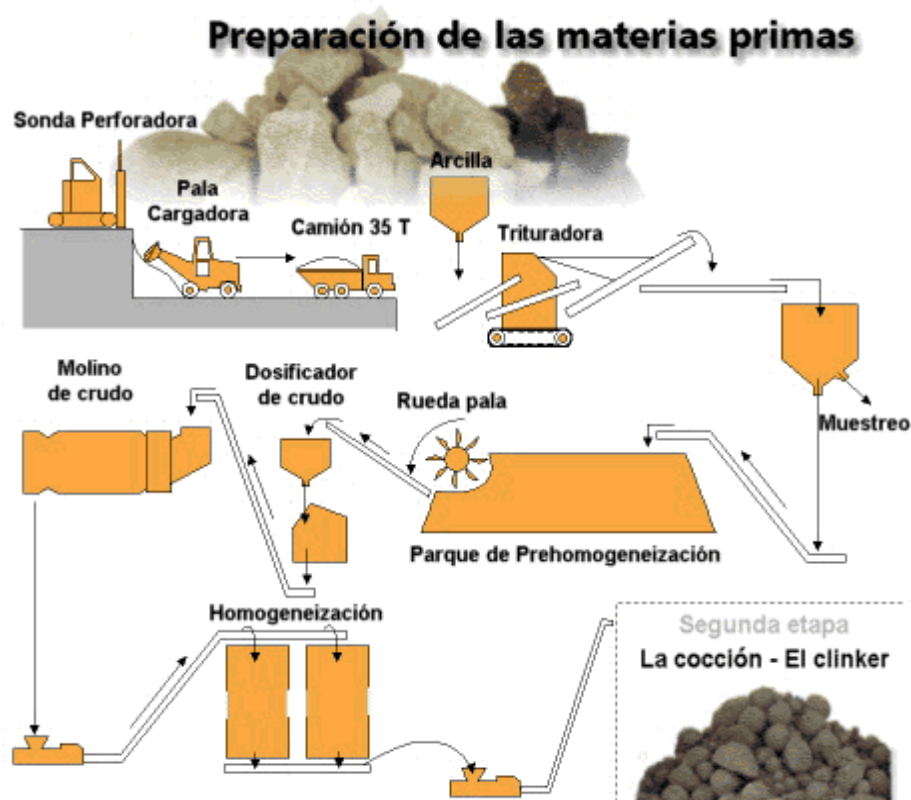 Preparación de las materias primas
Sonda Perforadora
Pala
Cargadora
Camión 35 T
Arcilla
Trituradora
Muestreo
Molino
de crudo
Dosificador
de crudo
Rueda pala
Parque de Prehomogeneización
Homogeneización
Segunda etapa
La cocción - El clinker